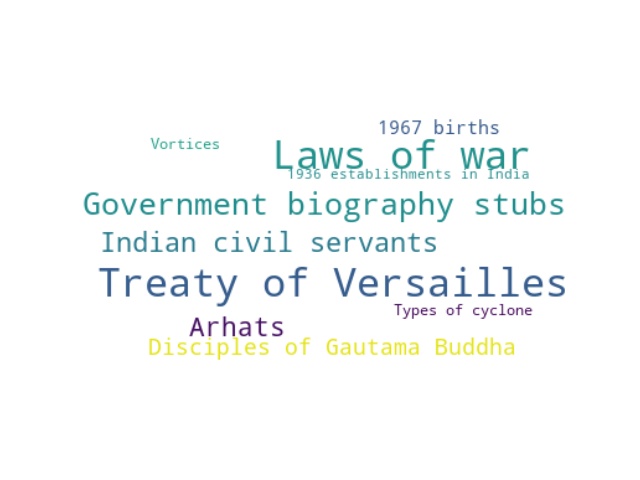 1967 births
Vortices
Laws of war
1936 establishments in India
Government biography stubs
Indian civil servants
Treaty of Versailles
Types of cyclone
Arhats
Disciples of Gautama Buddha